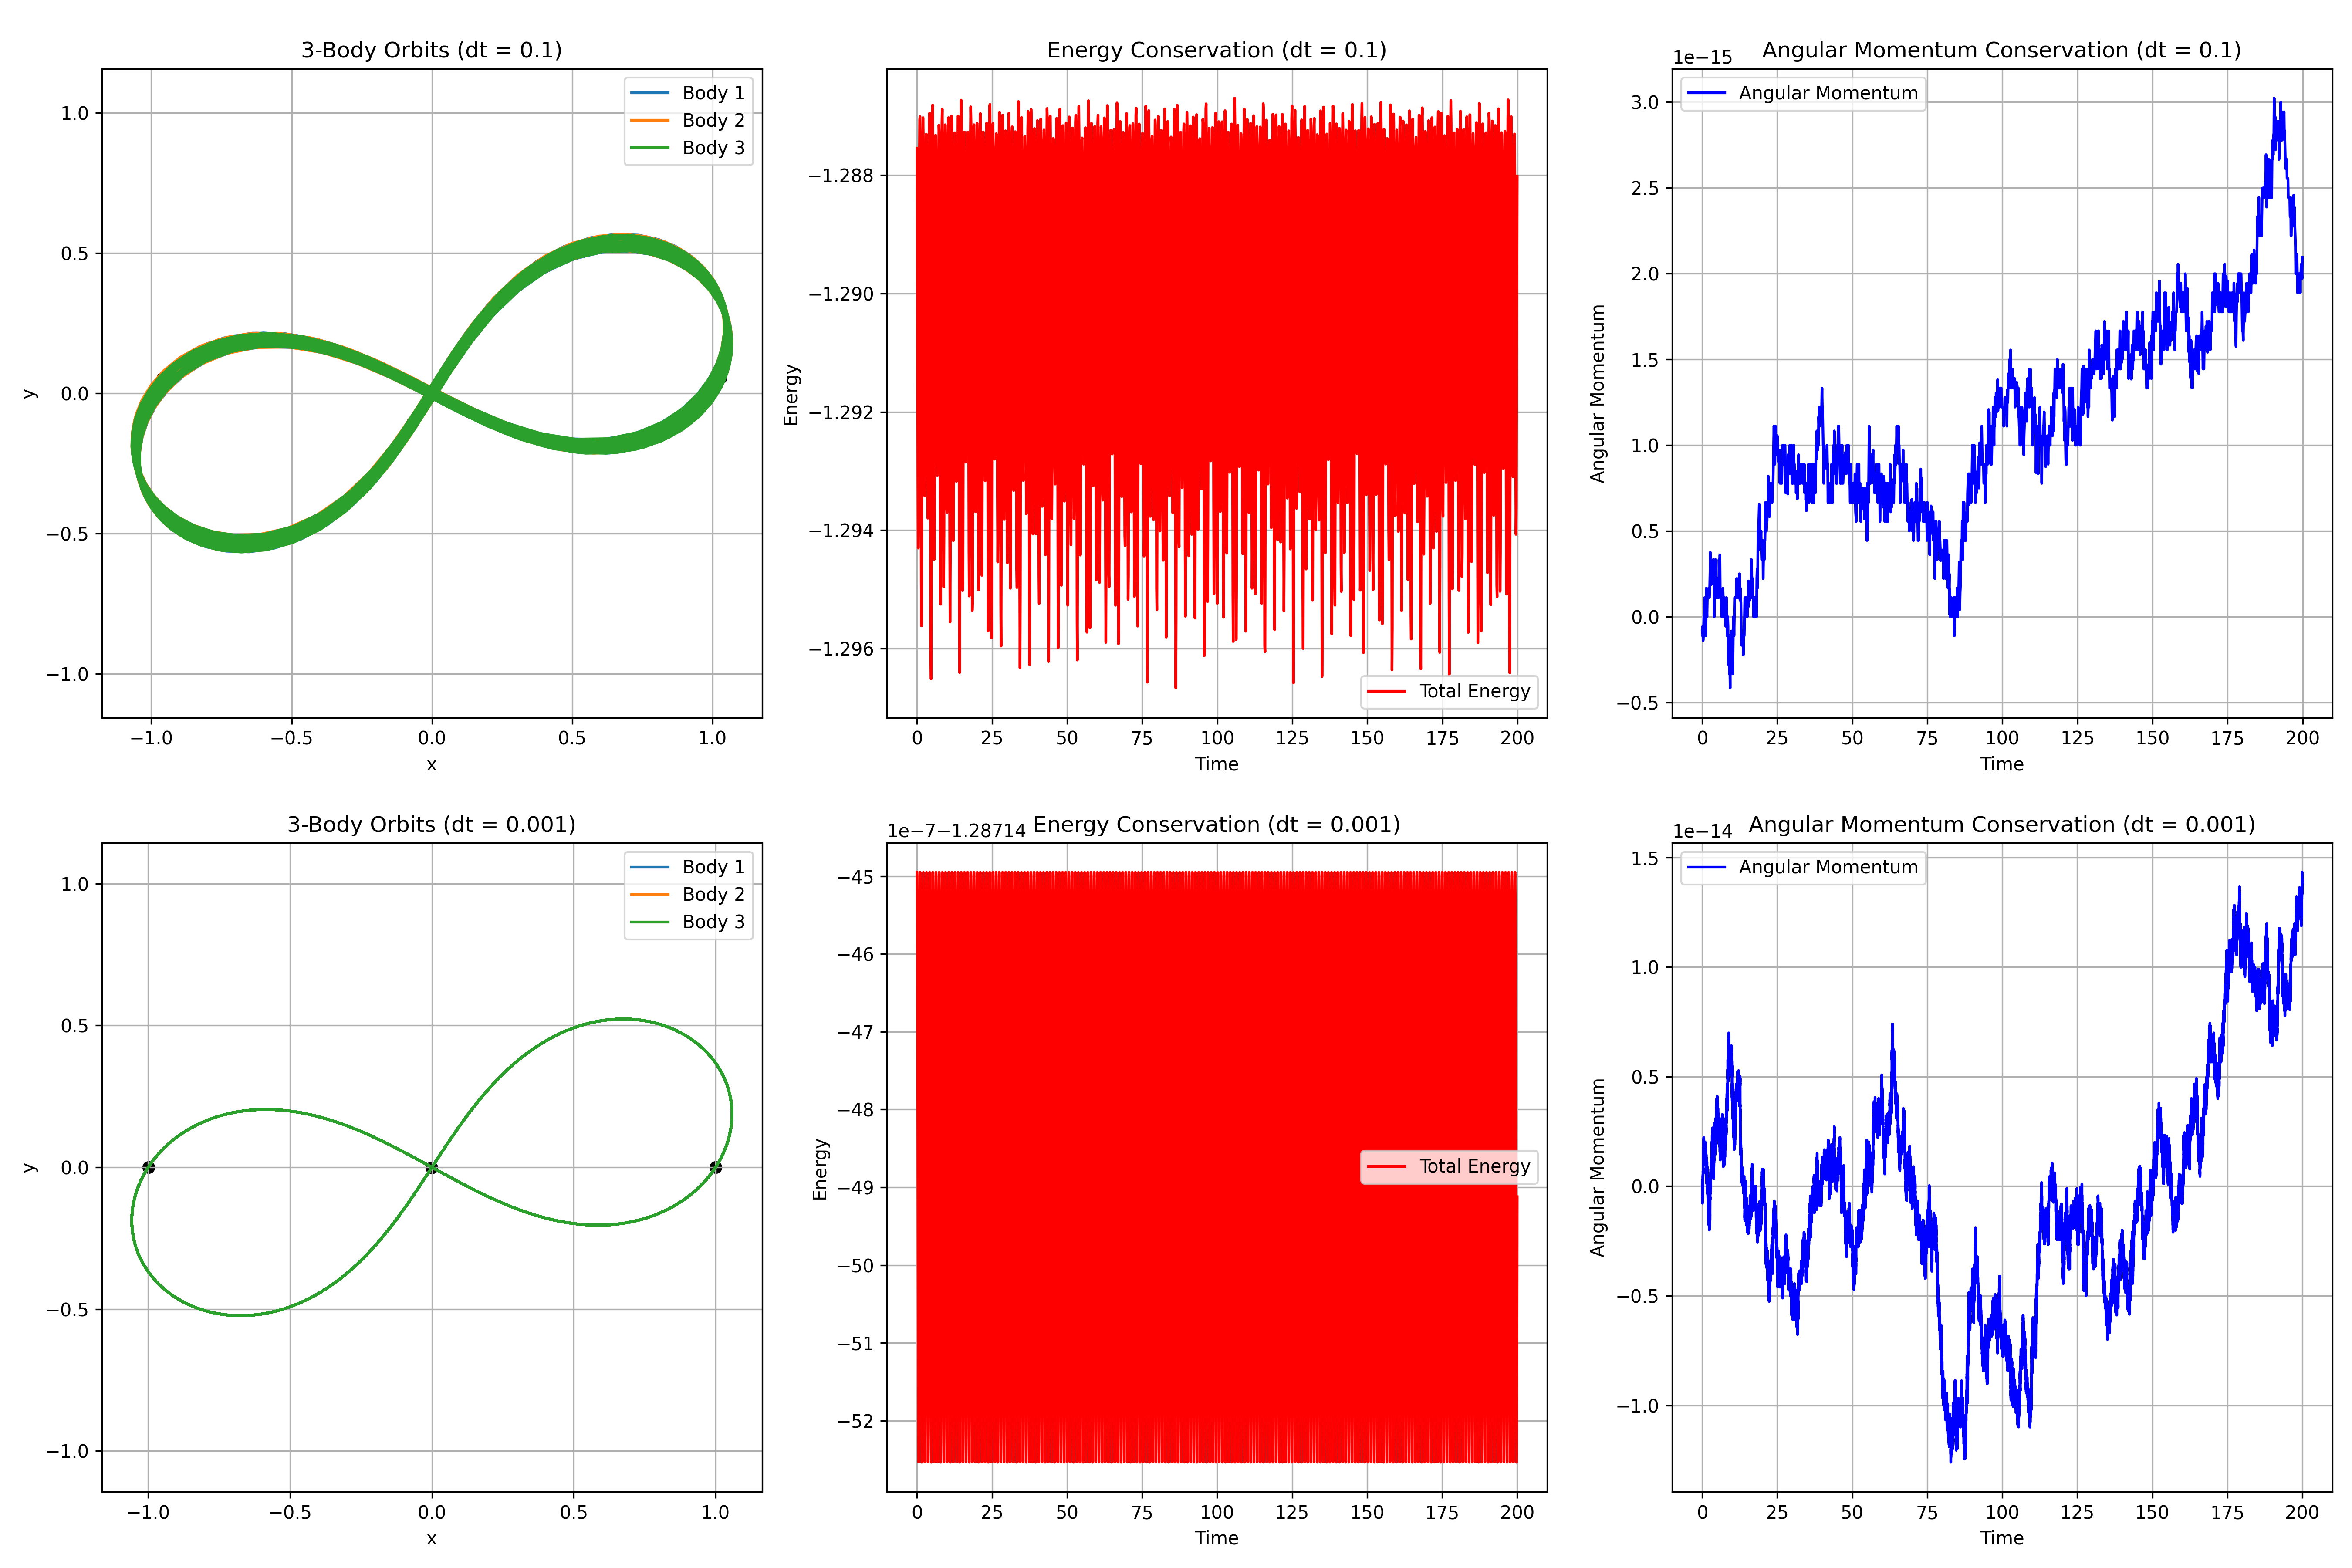 3-Body Orbits (dt = 0.1)
Body 1
Body 2
Body 3
1.0
0.5
0.0
−0.5
−1.0
y
−1.0 −0.5 0.0 0.5 1.0
x
Energy Conservation (dt = 0.1)
−1.288
−1.290
−1.292
−1.294
−1.296
Energy
Total Energy
0 25 50 75 100 125 150 175 200
Time
1e−15
Angular Momentum Conservation (dt = 0.1)
Angular Momentum
3.0
2.5
2.0
1.5
1.0
0.5
0.0
−0.5
Angular Momentum
0 25 50 75 100 125 150 175 200
Time
3-Body Orbits (dt = 0.001)
Body 1
Body 2
Body 3
1.0
0.5
0.0
−0.5
−1.0
y
−1.0 −0.5 0.0 0.5 1.0
x
1e−7−1.28714
Energy Conservation (dt = 0.001)
−45
−46
−47
−48
−49
−50
−51
−52
Energy
Total Energy
0 25 50 75 100 125 150 175 200
Time
1e−14
Angular Momentum Conservation (dt = 0.001)
Angular Momentum
1.5
1.0
0.5
0.0
−0.5
−1.0
Angular Momentum
0 25 50 75 100 125 150 175 200
Time